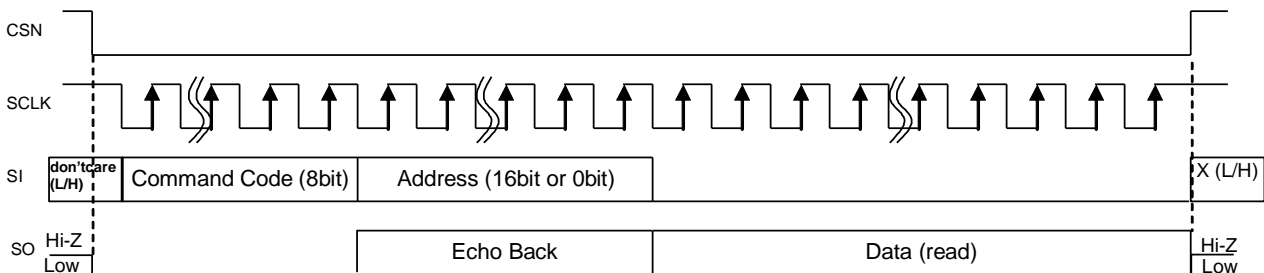 CSN
SCLK
SI don'tcare (L/H) Command Code (8bit) Address (16bit or 0bit) X (L/H)
SO Hi-Z Low Echo Back Data (read) Hi-Z Low